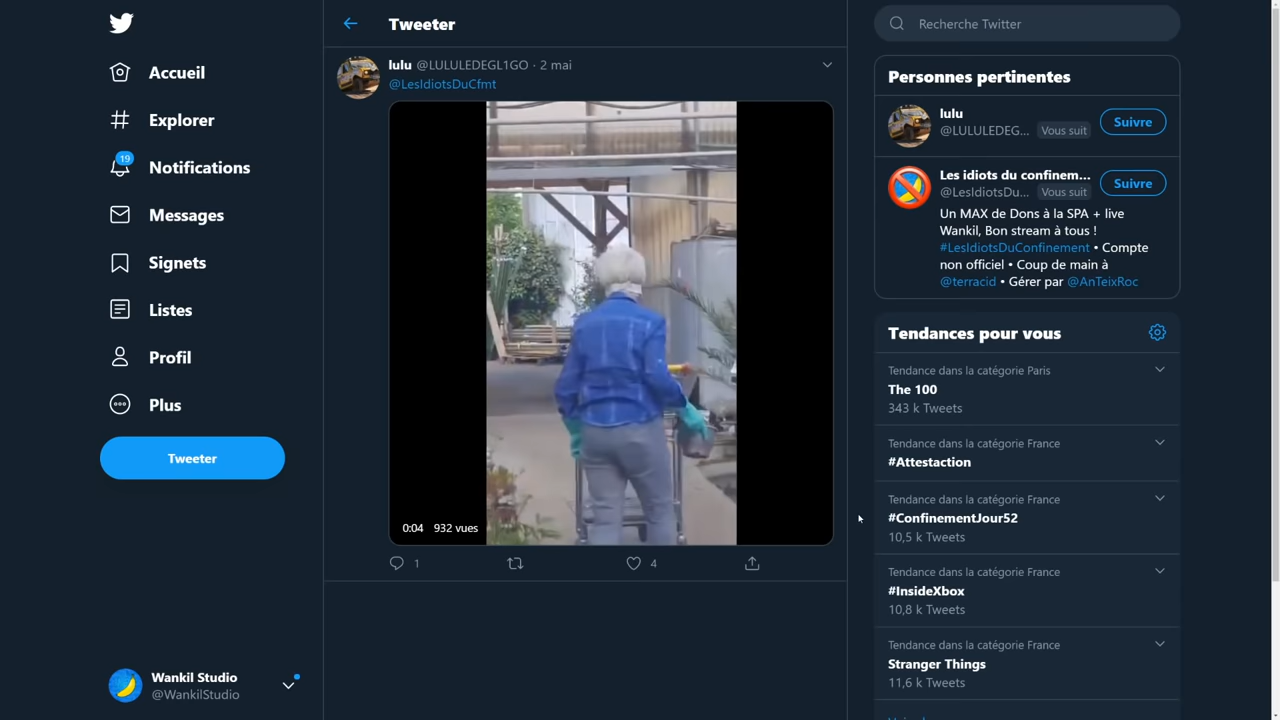 Accueil
Explorer
19
Notifications
Messages
Signets
Listes
Profil
Plus
Tweeter
Wankil Studio
@WankilStudio
Tweeter
lulu @LULULEDEGL1GO · 2 mai
@LesIdiotsDuCfmt
0:04 932 vues
1
4
Recherche Twitter
Personnes pertinentes
lulu
@LULULEDEG... Vous suit
Suivre
Les idiots du confinem...
@LesIdiotsDu... Vous suit
Suivre
Un MAX de Dons à la SPA + live
Wankil, Bon stream à tous !
#LesIdiotsDuConfinement • Compte
non officiel • Coup de main à
@terracid • Gérer par @AnTeixRoc
Tendances pour vous
Tendance dans la catégorie Paris
The 100
343 k Tweets
Tendance dans la catégorie France
#Attestaction
Tendance dans la catégorie France
#ConfinementJour52
10,5 k Tweets
Tendance dans la catégorie France
#InsideXbox
10,8 k Tweets
Tendance dans la catégorie France
Stranger Things
11,6 k Tweets